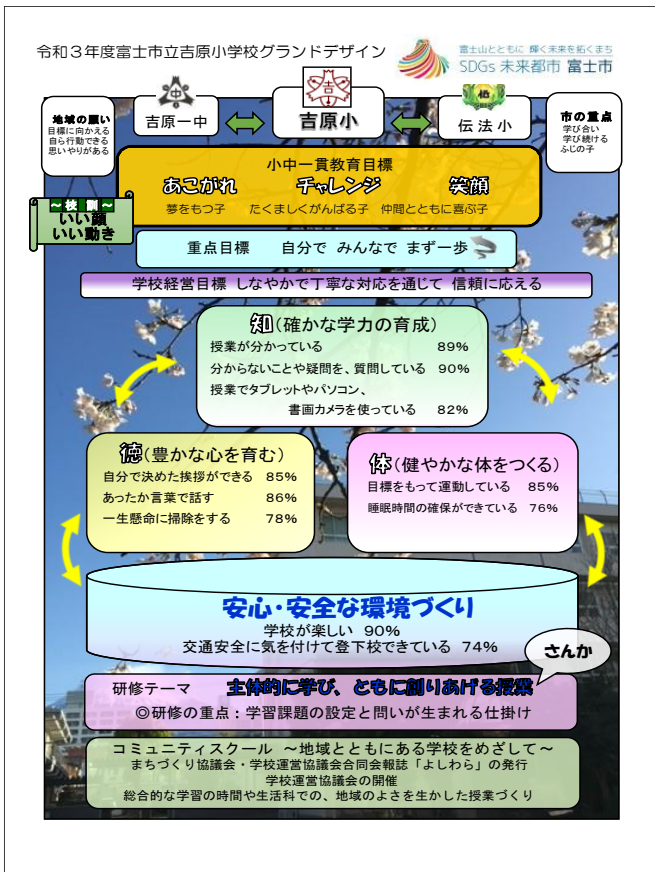 令和３年度富士市立吉原小学校グランドデザイン
富士山とともに 輝く未来を拓くまち
SDGs 未来都市 富士市
地域の願い
目標に向かえる
自ら行動できる
思いやりがある
中
吉原一中
吉原小
伝法小
市の重点
学び合い
学び続ける
ふじの子
小中一貫教育目標
あこがれ チャレンジ 笑顔
夢をもつ子 たくましくがんばる子 仲間とともに喜ぶ子
～校訓～
いい顔
いい動き
重点目標 自分で みんなで まず一歩
学校経営目標 しなやかで丁寧な対応を通じて 信頼に応える
知(確かな学力の育成)
授業が分かっている 89%
分からないことや疑問を、質問している 90%
授業でタブレットやパソコン、
書画カメラを使っている 82%
徳(豊かな心を育む)
自分で決めた挨拶ができる 85%
あったか言葉で話す 86%
一生懸命に掃除をする 78%
体(健やかな体をつくる)
目標をもって運動している 85%
睡眠時間の確保ができている 76%
安心・安全な環境づくり
学校が楽しい 90%
交通安全に気を付けて登下校できている 74%
さんか
研修テーマ 主体的に学び、ともに創りあげる授業
◎研修の重点：学習課題の設定と問いが生まれる仕掛け
コミュニティスクール ～地域とともにある学校をめざして～
まちづくり協議会・学校運営協議会合同会報誌「よしわら」の発行
学校運営協議会の開催
総合的な学習の時間や生活科での、地域のよさを生かした授業づくり